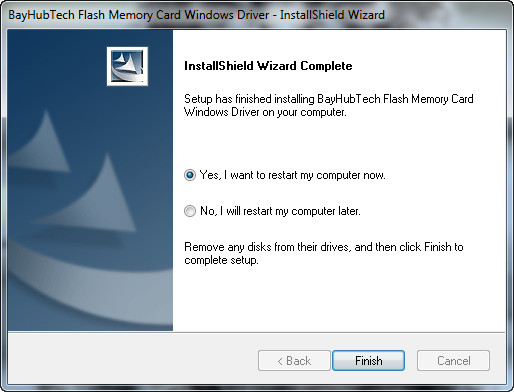 BayHubTech Flash Memory Card Windows Driver - InstallShield Wizard
InstallShield Wizard Complete
Setup has finished installing BayHubTech Flash Memory Card
Windows Driver on your computer.
Yes, I want to restart my computer now.
No, I will restart my computer later.
Remove any disks from their drives, and then click Finish to
complete setup.
< Back
Finish
Cancel